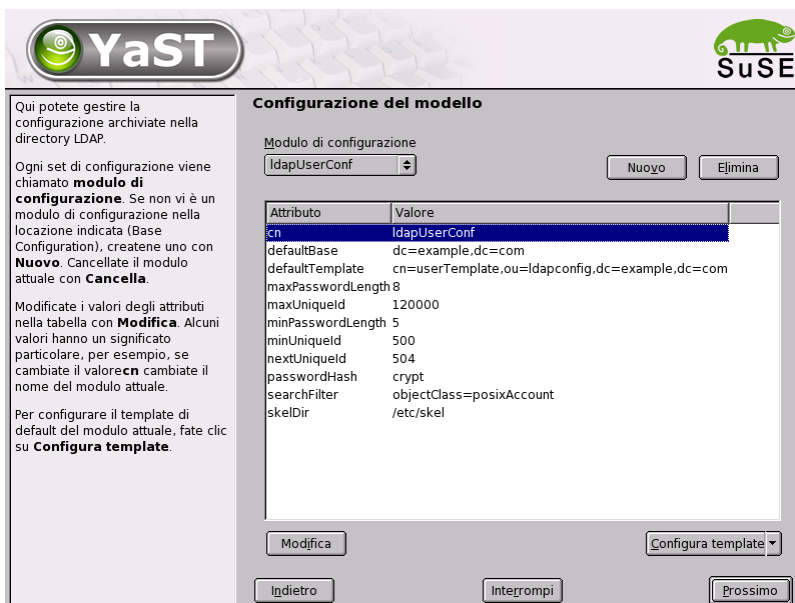 YaST
SuSE
Qui potete gestire la
configurazione archiviate nella
directory LDAP.
Ogni set di configurazione viene
chiamato modulo di
configurazione. Se non vi è un
modulo di configurazione nella
locazione indicata (Base
Configuration), createne uno con
Nuovo. Cancellate il modulo
attuale con Cancella.
Modificate i valori degli attributi
nella tabella con Modifica. Alcuni
valori hanno un significato
particolare, per esempio, se
cambiate il valorecn cambiate il
nome del modulo attuale.
Per configurare il template di
default del modulo attuale, fate clic
su Configura template.
Configurazione del modello
Modulo di configurazione
ldapUserConf
Nuovo
Elimina
Attributo Valore
cn ldapUserConf
defaultBase dc=example,dc=com
defaultTemplate cn=userTemplate,ou=ldapconfig,dc=example,dc=com
maxPasswordLength 8
maxUniqueId 120000
minPasswordLength 5
minUniqueId 500
nextUniqueId 504
passwordHash crypt
searchFilter objectClass=posixAccount
skelDir /etc/skel
Modifica
Configura template
Indietro
Interrompi
Prossimo